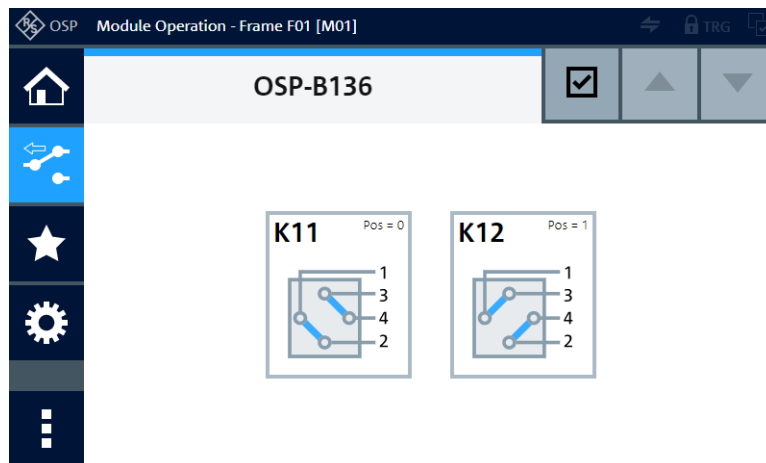 R&S OSP Module Operation - Frame F01 [M01] TRG
OSP-B136
K11 Pos = 0
1
3
4
2
K12 Pos = 1
1
3
4
2